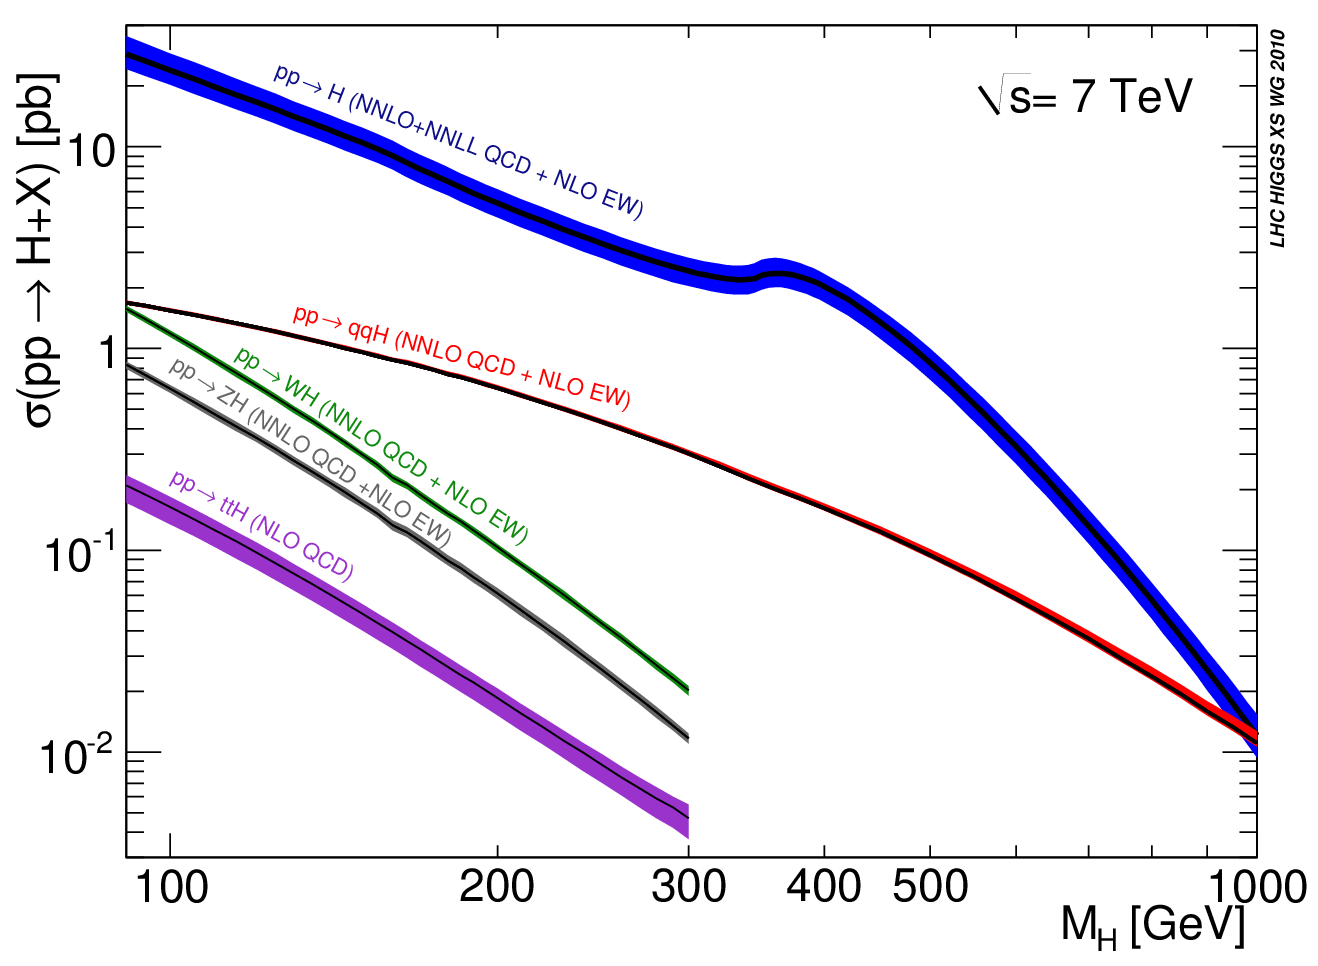 σ(pp → H+X) [pb]
10
1
10⁻¹
10⁻²
pp→ H (NNLO+NNLL QCD + NLO EW)
pp→ qqH (NNLO QCD + NLO EW)
pp→ WH (NNLO QCD + NLO EW)
pp→ ZH (NNLO QCD +NLO EW)
pp→ ttH (NLO QCD)
√s= 7 TeV
LHC HIGGS XS WG 2010
100 200 300 400 500 1000
M_H [GeV]